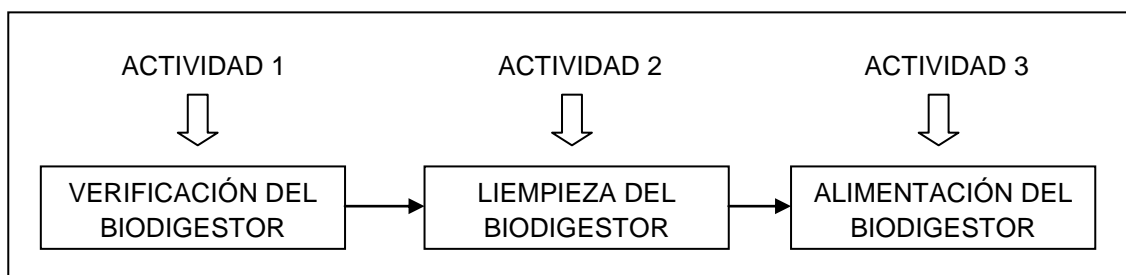 ACTIVIDAD 1
ACTIVIDAD 2
ACTIVIDAD 3
VERIFICACIÓN DEL
BIODIGESTOR
LIEMPIEZA DEL
BIODIGESTOR
ALIMENTACIÓN DEL
BIODIGESTOR